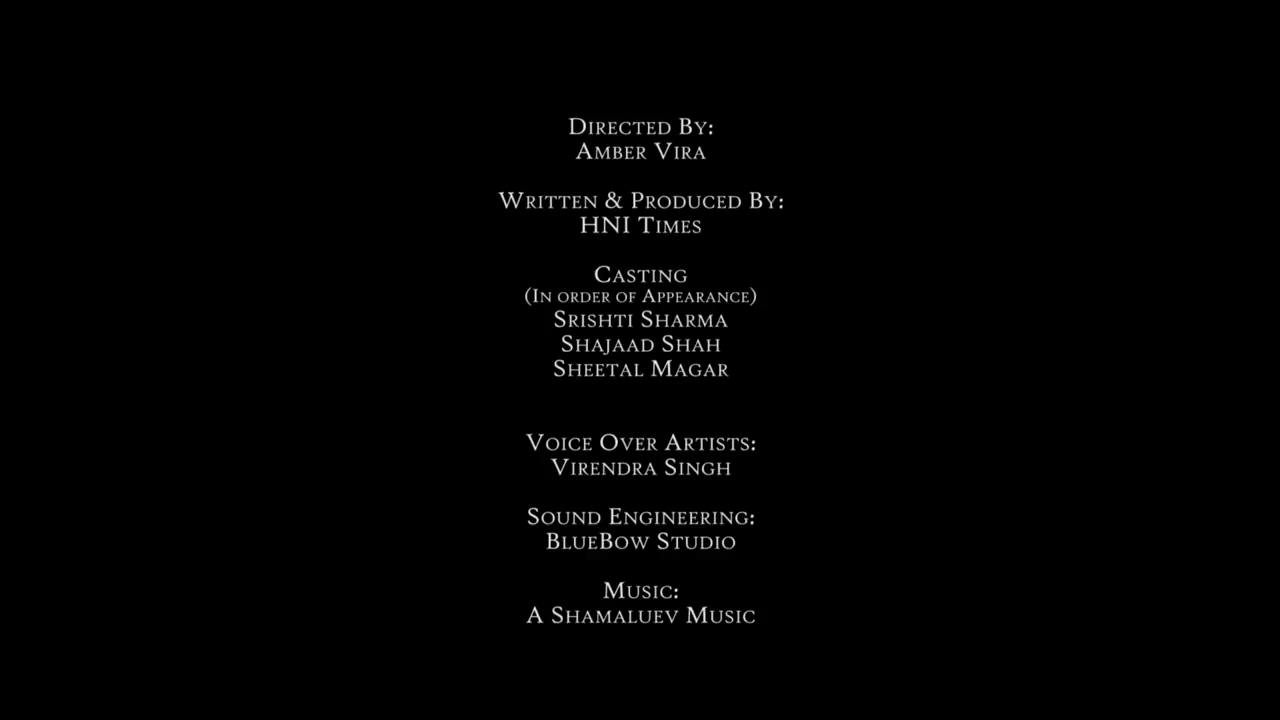 Directed By:
Amber Vira
Written & Produced By:
HNI Times
Casting
(In order of Appearance)
Srishti Sharma
Shajaad Shah
Sheetal Magar
Voice Over Artists:
Virendra Singh
Sound Engineering:
BlueBow Studio
Music:
A Shamaluev Music